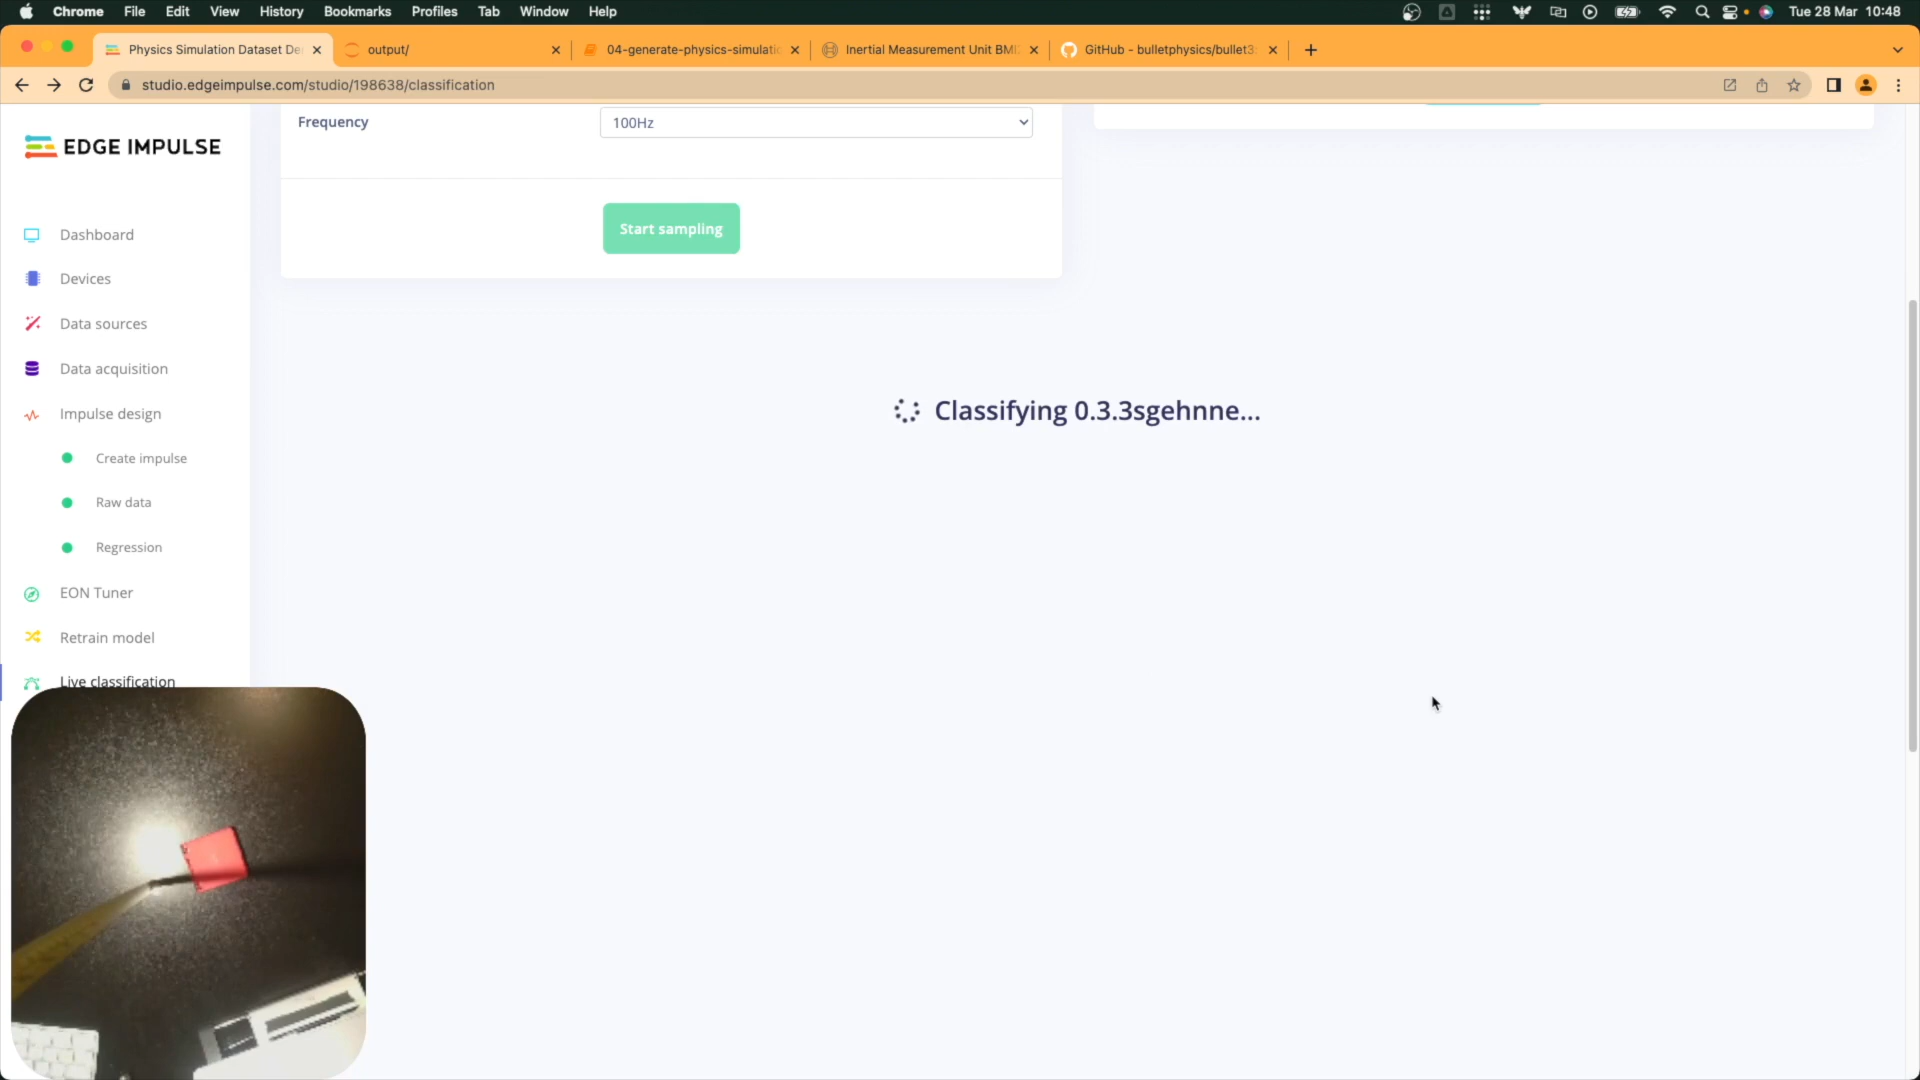 Chrome File Edit View History Bookmarks Profiles Tab Window Help Tue 28 Mar 10:48
Physics Simulation Dataset De output/ 04-generate-physics-simulatio Inertial Measurement Unit BMI GitHub - bulletphysics/bullet3:
studio.edgeimpulse.com/studio/198638/classification
EDGE IMPULSE
Frequency 100Hz
Start sampling
Classifying 0.3.3sgehnne...
Dashboard
Devices
Data sources
Data acquisition
Impulse design
Create impulse
Raw data
Regression
EON Tuner
Retrain model
Live classification